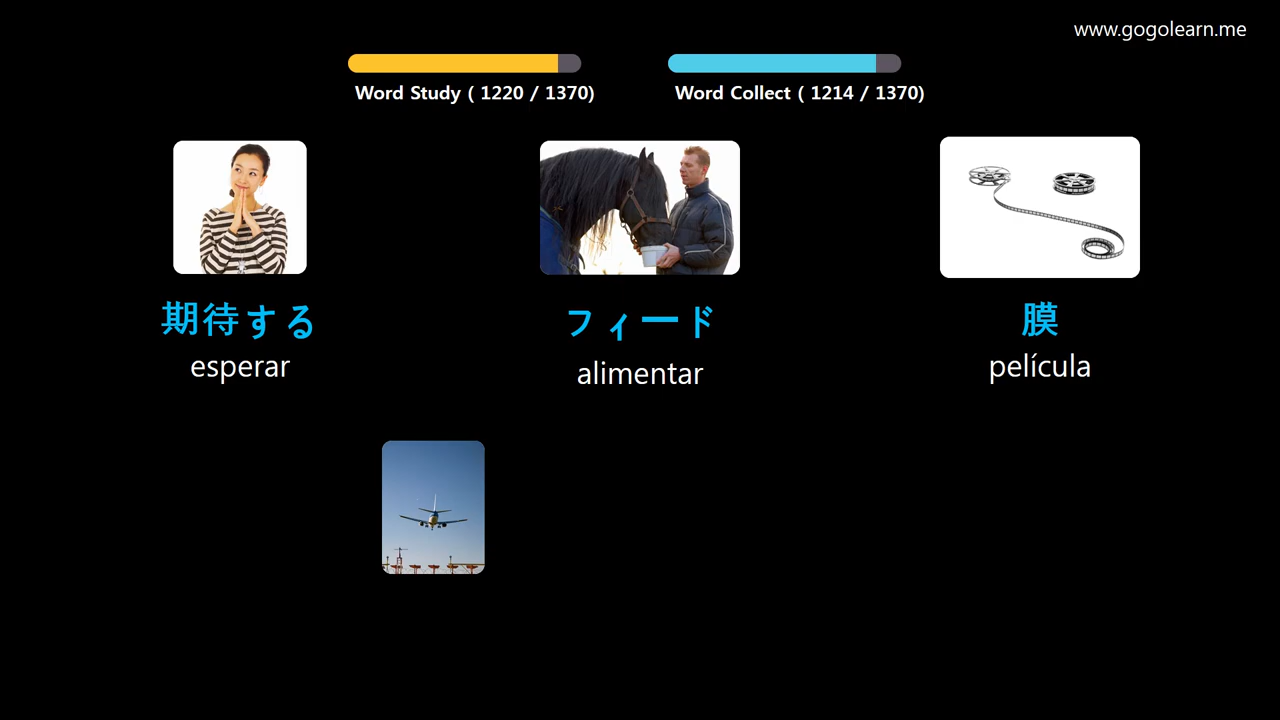 www.gogolearn.me
Word Study ( 1220 / 1370)
Word Collect ( 1214 / 1370)
期待する
フィード
膜
esperar
alimentar
película